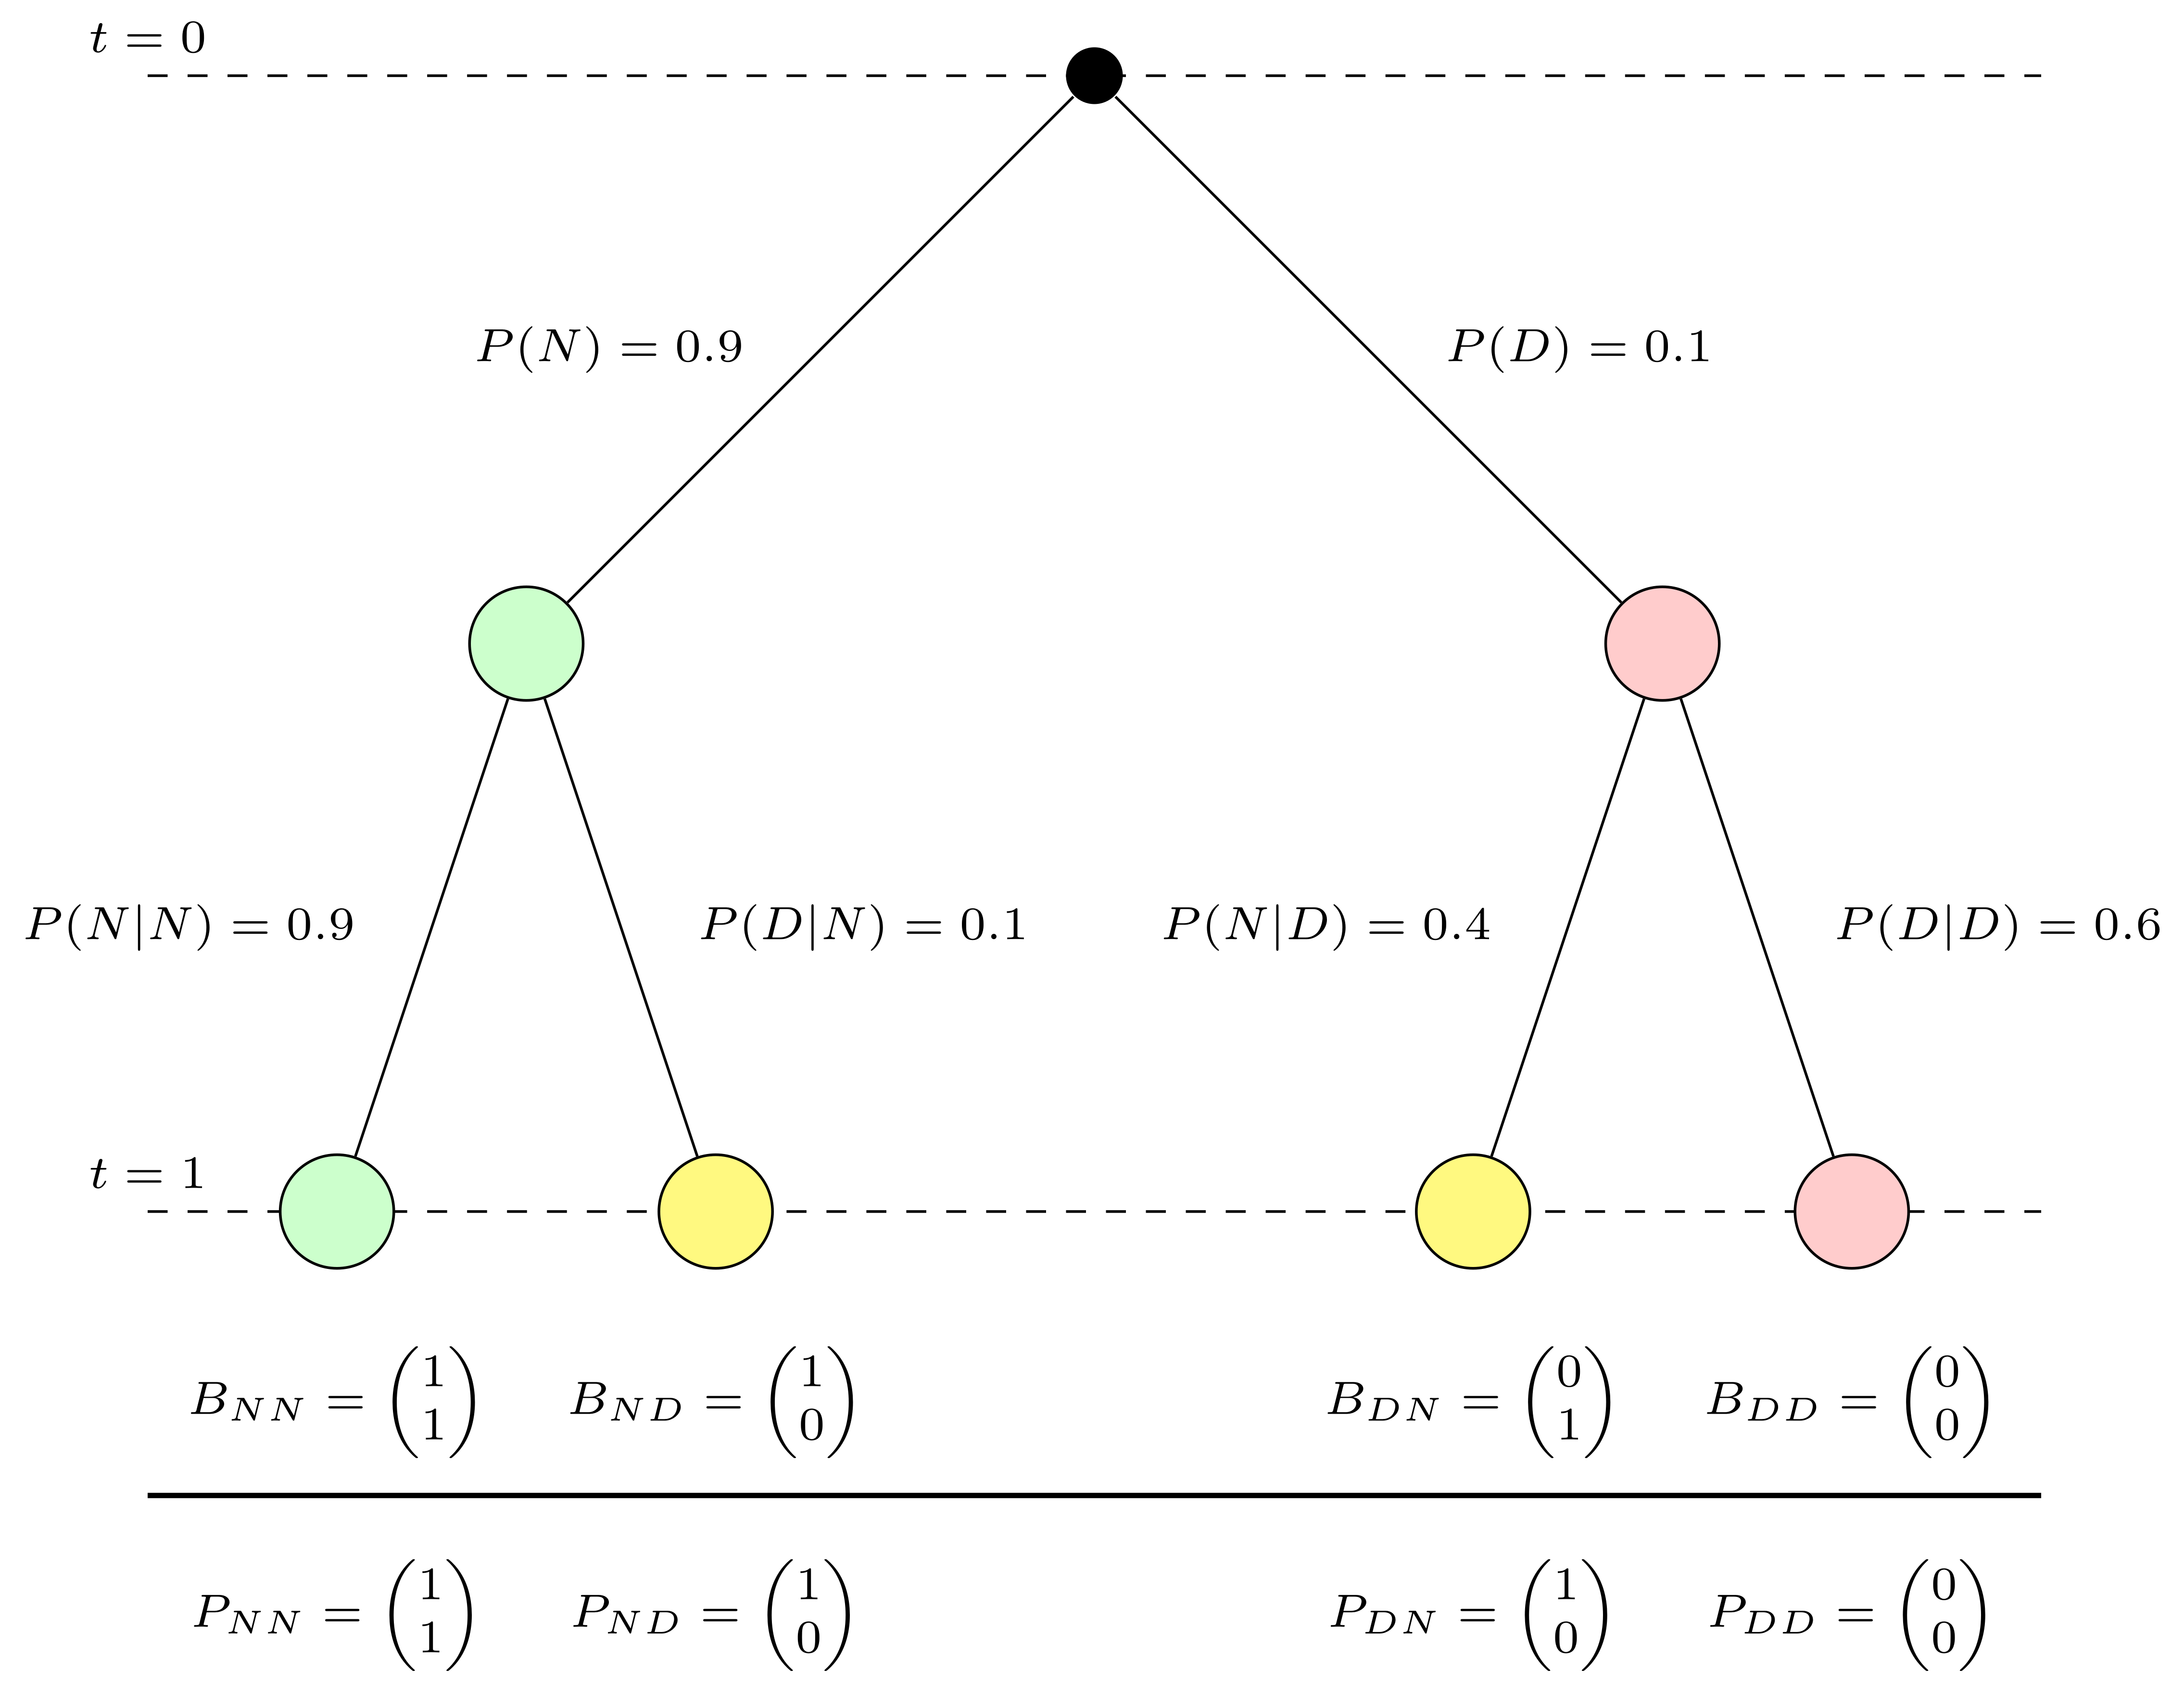 t = 0
P(N) = 0.9
P(D) = 0.1
P(N|N) = 0.9
P(D|N) = 0.1
P(N|D) = 0.4
P(D|D) = 0.6
t = 1
B_{NN} = \begin{pmatrix} 1 \\ 1 \end{pmatrix}
B_{ND} = \begin{pmatrix} 1 \\ 0 \end{pmatrix}
B_{DN} = \begin{pmatrix} 0 \\ 1 \end{pmatrix}
B_{DD} = \begin{pmatrix} 0 \\ 0 \end{pmatrix}
P_{NN} = \begin{pmatrix} 1 \\ 1 \end{pmatrix}
P_{ND} = \begin{pmatrix} 1 \\ 0 \end{pmatrix}
P_{DN} = \begin{pmatrix} 1 \\ 0 \end{pmatrix}
P_{DD} = \begin{pmatrix} 0 \\ 0 \end{pmatrix}